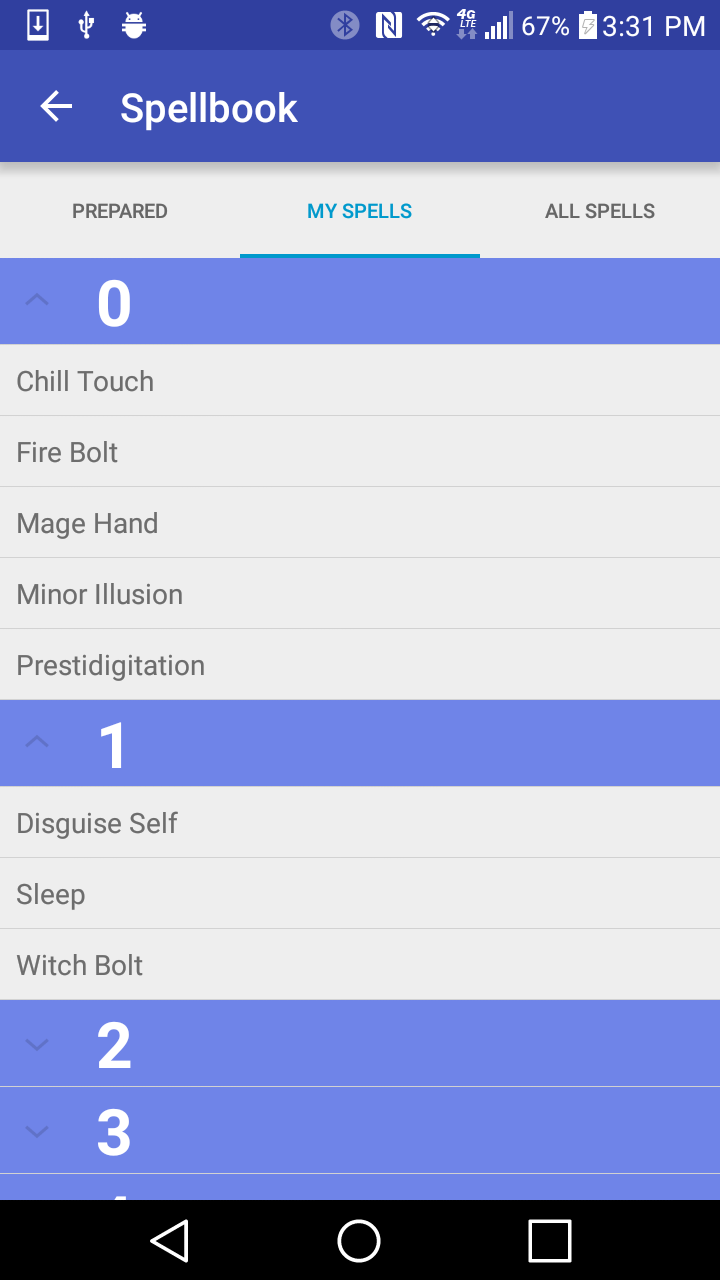 4G LTE 67% 3:31 PM
Spellbook
PREPARED MY SPELLS ALL SPELLS
0
Chill Touch
Fire Bolt
Mage Hand
Minor Illusion
Prestidigitation
1
Disguise Self
Sleep
Witch Bolt
2
3